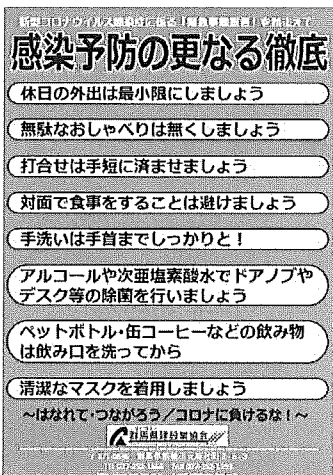 新型コロナウイルス感染症に係る「緊急事態宣言」を踏まえて
感染予防の更なる徹底
休日の外出は最小限にしましょう
無駄なおしゃべりは無くしましょう
打合せは手短に済ませましょう
対面で食事をすることは避けましょう
手洗いは手首までしっかりと！
アルコールや次亜塩素酸水でドアノブや
デスク等の除菌を行いましょう
ペットボトル・缶コーヒーなどの飲み物
は飲み口を洗ってから
清潔なマスクを着用しましょう
～はなれて・つながろう／コロナに負けるな！～
群馬県建設業協会